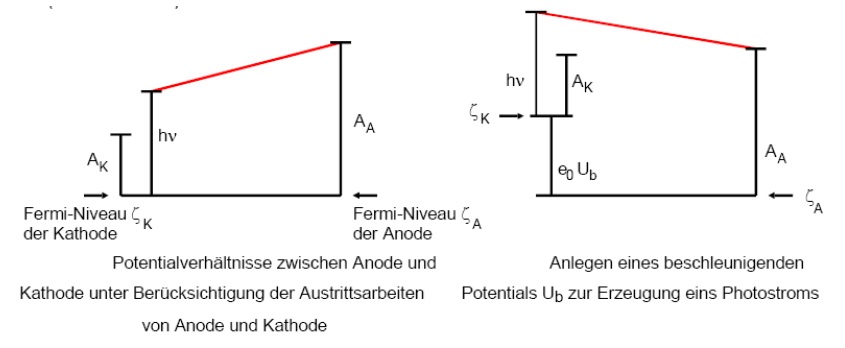 hν
A_K
A_A
Fermi-Niveau ζ_K
der Kathode
Fermi-Niveau ζ_A
der Anode
Potentialverhältnisse zwischen Anode und
Kathode unter Berücksichtigung der Austrittsarbeiten
von Anode und Kathode
hν
A_K
ζ_K
e₀ U_b
A_A
ζ_A
Anlegen eines beschleunigenden
Potentials U_b zur Erzeugung eins Photostroms